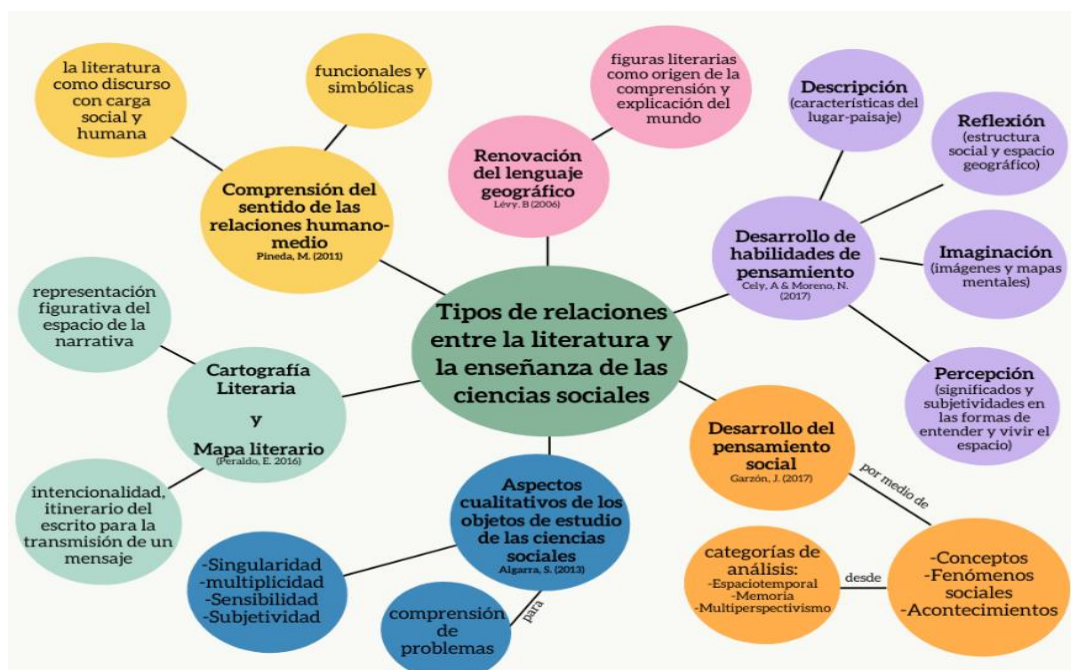 la literatura
como discurso
con carga
social y
humana
funcionales y
simbólicas
Comprensión del
sentido de las
relaciones humano-
medio
Pineda, M. (2011)
figuras literarias
como origen de la
comprensión y
explicación del
mundo
Renovación
del lenguaje
geográfico
Lévy. B (2006)
Descripción
(características del
lugar-paisaje)
Reflexión
(estructura
social y espacio
geográfico)
Desarrollo de
habilidades de
pensamiento
Cely, A & Moreno, N.
(2017)
Imaginación
(imágenes y mapas
mentales)
Percepción
(significados y
subjetividades en
las formas de
entender y vivir el
espacio)
Tipos de relaciones
entre la literatura y
la enseñanza de las
ciencias sociales
representación
figurativa del
espacio de la
narrativa
Cartografía
Literaria
y
Mapa literario
(Peraldo, E. 2016)
intencionalidad,
itinerario del
escrito para la
transmisión de un
mensaje
Aspectos
cualitativos de los
objetos de estudio
de las ciencias
sociales
Algarra, S. (2013)
-Singularidad
-multiplicidad
-Sensibilidad
-Subjetividad
para
comprensión
de
problemas
Desarrollo del
pensamiento
social
Garzón, J. (2017)
por medio de
-Conceptos
-Fenómenos
sociales
-Acontecimientos
desde
categorías de
análisis:
-Espaciotemporal
-Memoria
-Multiperspectivismo